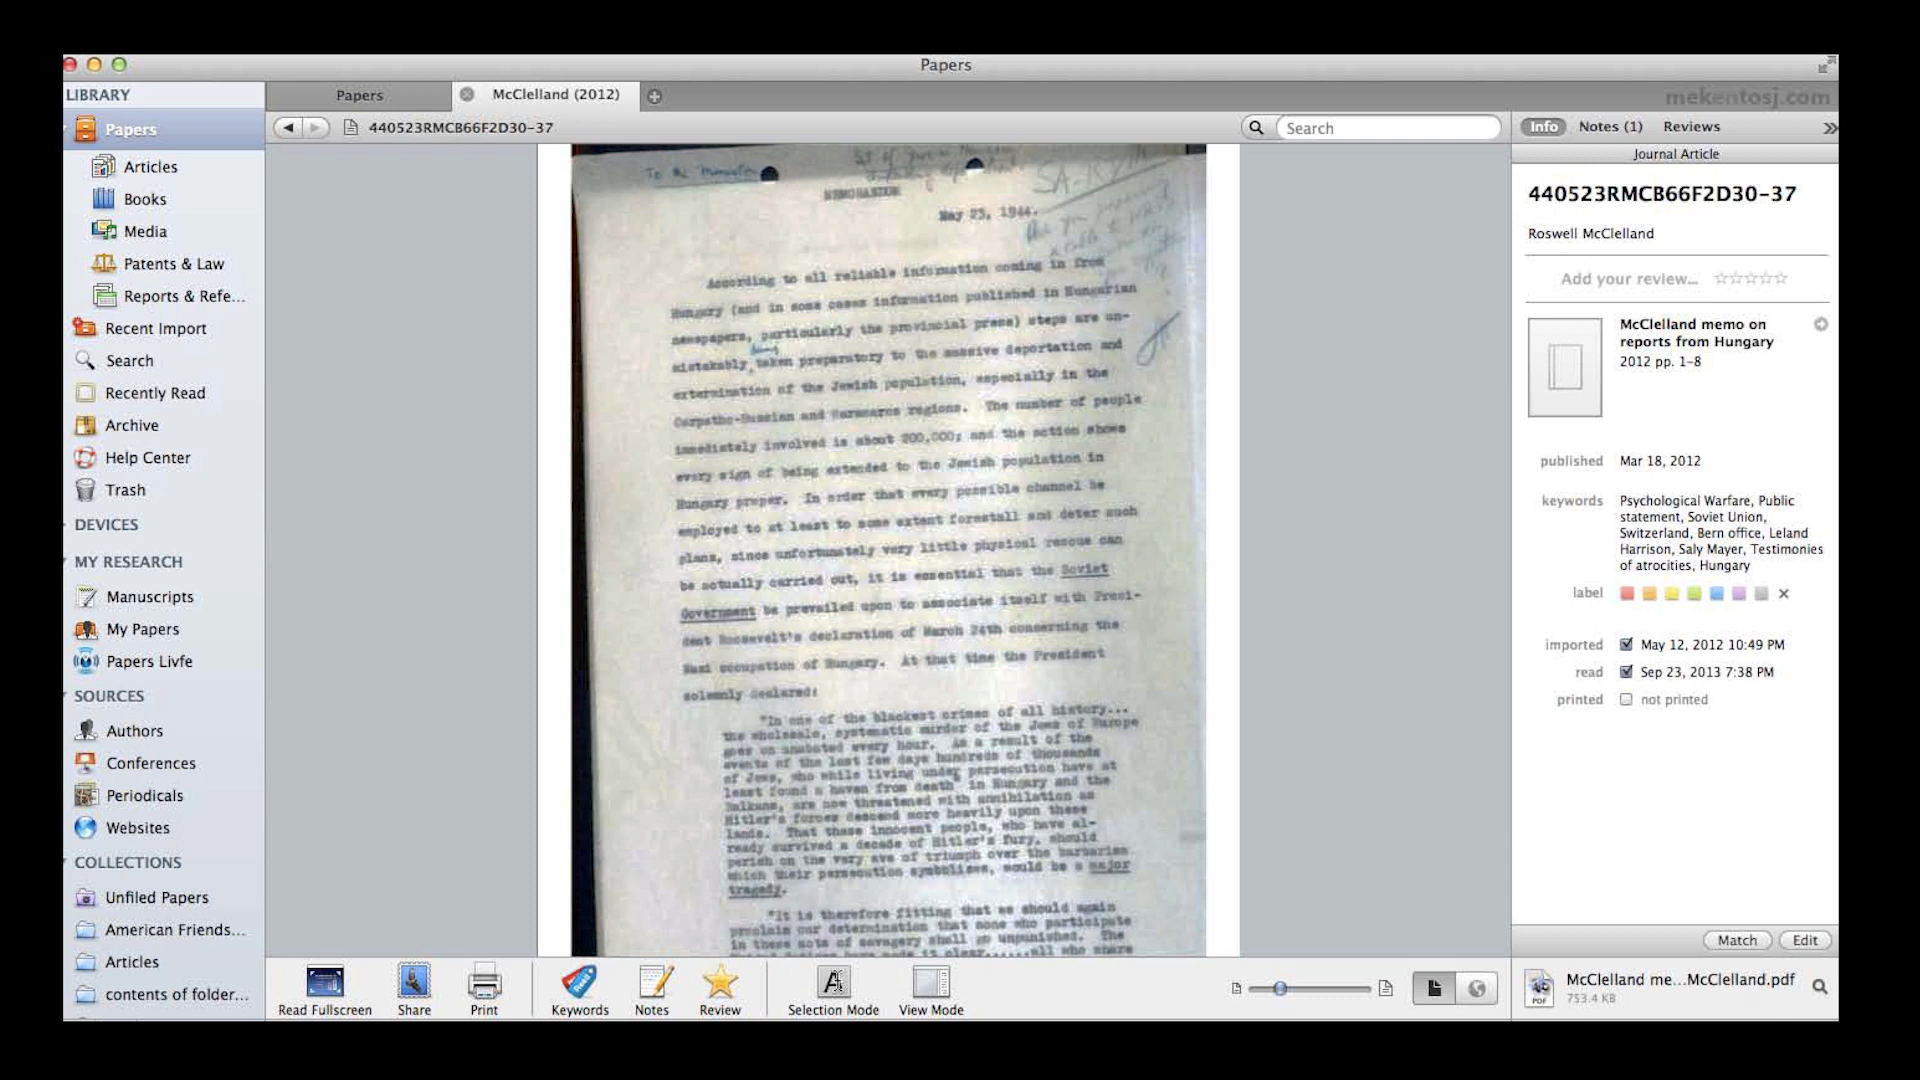 Papers
LIBRARY
Papers
Articles
Books
Media
Patents & Law
Reports & Refe...
Recent Import
Search
Recently Read
Archive
Help Center
Trash
DEVICES
MY RESEARCH
Manuscripts
My Papers
Papers Livfe
SOURCES
Authors
Conferences
Periodicals
Websites
COLLECTIONS
Unfiled Papers
American Friends...
Articles
contents of folder...
Papers
McClelland (2012)
mekentosj.com
440523RMCB66F2D30-37
Search
To the
MEMORANDUM
May 23, 1944.
According to all reliable information coming in from
Hungary (and in some cases information published in Hungarian
newspapers, particularly the provincial press) steps are un-
mistakably being taken preparatory to the massive deportation and
extermination of the Jewish population, especially in the
Carpatho-Russian and Marmaros regions. The number of people
immediately involved is about 200,000; and the action shows
every sign of being extended to the Jewish population in
Hungary proper. In order that every possible channel be
employed to at least to some extent forestall and deter such
plans, since unfortunately very little physical rescue can
be actually carried out, it is essential that the Soviet
Government be prevailed upon to associate itself with Presi-
dent Roosevelt's declaration of March 24th concerning the
Nazi occupation of Hungary. At that time the President
solemnly declared:
"In one of the blackest crimes of all history...
the wholesale, systematic murder of the Jews of Europe
goes on unabated every hour. As a result of the
events of the last few days hundreds of thousands
of Jews, who while living under persecution have at
least found a haven from death in Hungary and the
Balkans, are now threatened with annihilation as
Hitler's forces descend more heavily upon these
lands. That these innocent people, who have al-
ready survived a decade of Hitler's fury, should
perish on the very eve of triumph over the barbarism
which their persecution symbolizes, would be a major
tragedy.
"It is therefore fitting that we should again
proclaim our determination that none who participate
in these acts of savagery shall go unpunished. The
all who share
Read Fullscreen
Share
Print
Keywords
Notes
Review
Selection Mode
View Mode
Info
Notes (1)
Reviews
Journal Article
440523RMCB66F2D30-37
Roswell McClelland
Add your review...
McClelland memo on
reports from Hungary
2012 pp. 1-8
published Mar 18, 2012
keywords Psychological Warfare, Public
statement, Soviet Union,
Switzerland, Bern office, Leland
Harrison, Saly Mayer, Testimonies
of atrocities, Hungary
label
imported May 12, 2012 10:49 PM
read Sep 23, 2013 7:38 PM
printed not printed
Match
Edit
McClelland me...McClelland.pdf
753.4 KB
PDF